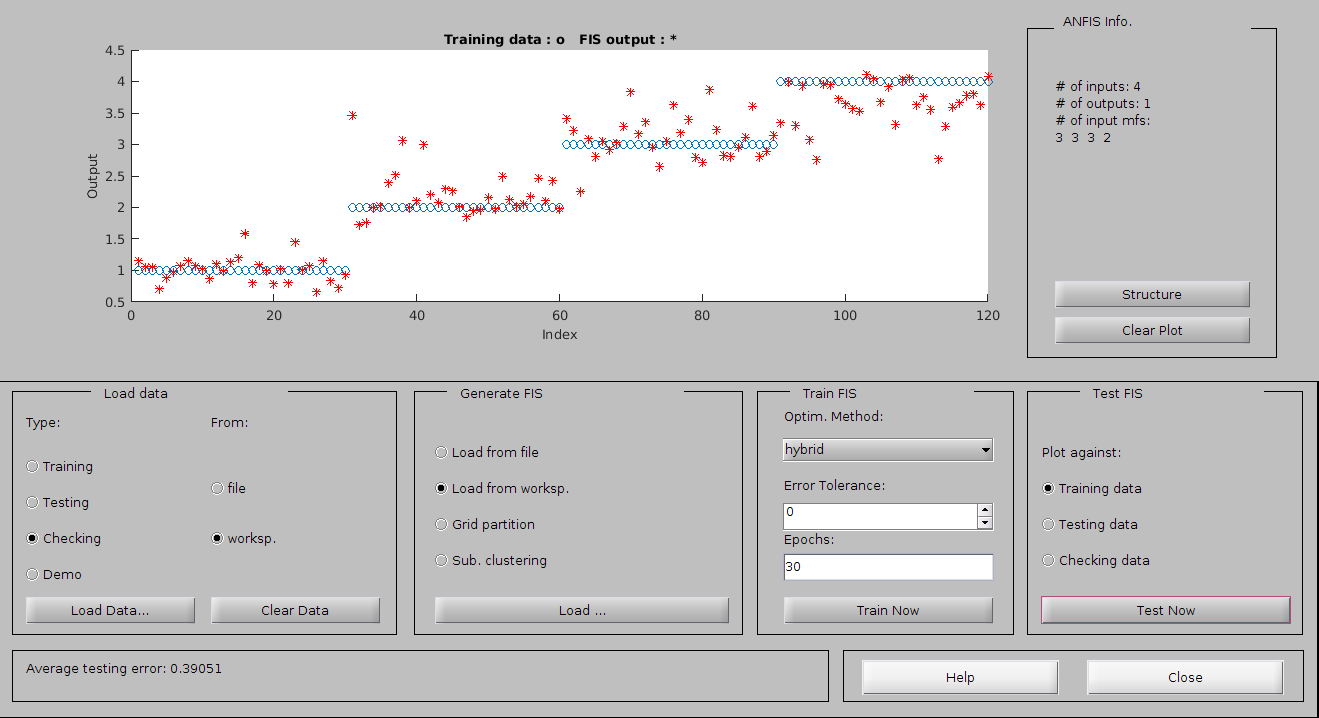 Training data : o   FIS output : *
4.5
4
3.5
3
2.5
2
1.5
1
0.5
Output
0 20 40 60 80 100 120
Index
ANFIS Info.
# of inputs: 4
# of outputs: 1
# of input mfs:
3 3 3 2
Structure
Clear Plot
Load data
Type:
From:
Training
Testing
file
Checking
worksp.
Demo
Load Data...
Clear Data
Generate FIS
Load from file
Load from worksp.
Grid partition
Sub. clustering
Load ...
Train FIS
Optim. Method:
hybrid
Error Tolerance:
0
Epochs:
30
Train Now
Test FIS
Plot against:
Training data
Testing data
Checking data
Test Now
Average testing error: 0.39051
Help
Close